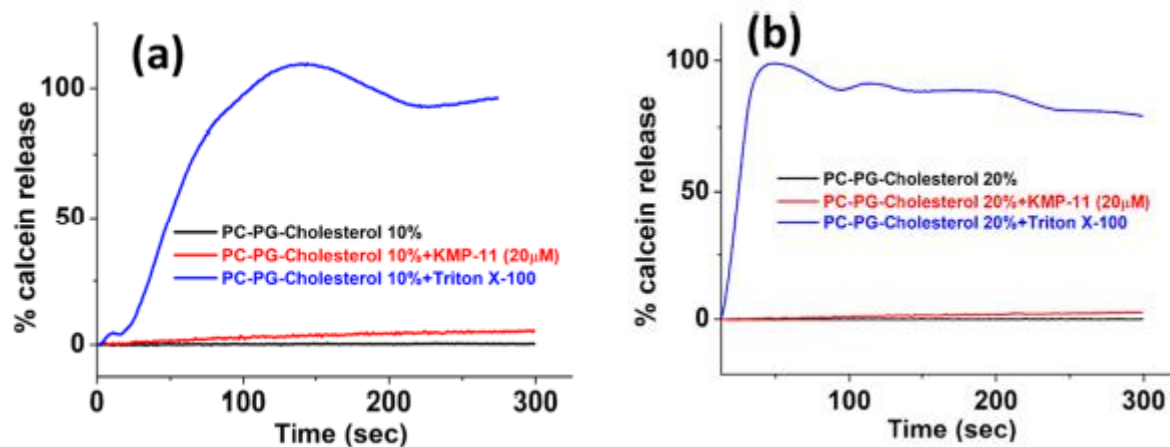 (a)
% calcein release
100
50
0
PC-PG-Cholesterol 10%
PC-PG-Cholesterol 10%+KMP-11 (20μM)
PC-PG-Cholesterol 10%+Triton X-100
0 100 200 300
Time (sec)
(b)
% calcein release
100
50
0
PC-PG-Cholesterol 20%
PC-PG-Cholesterol 20%+KMP-11 (20μM)
PC-PG-Cholesterol 20%+Triton X-100
100 200 300
Time (sec)